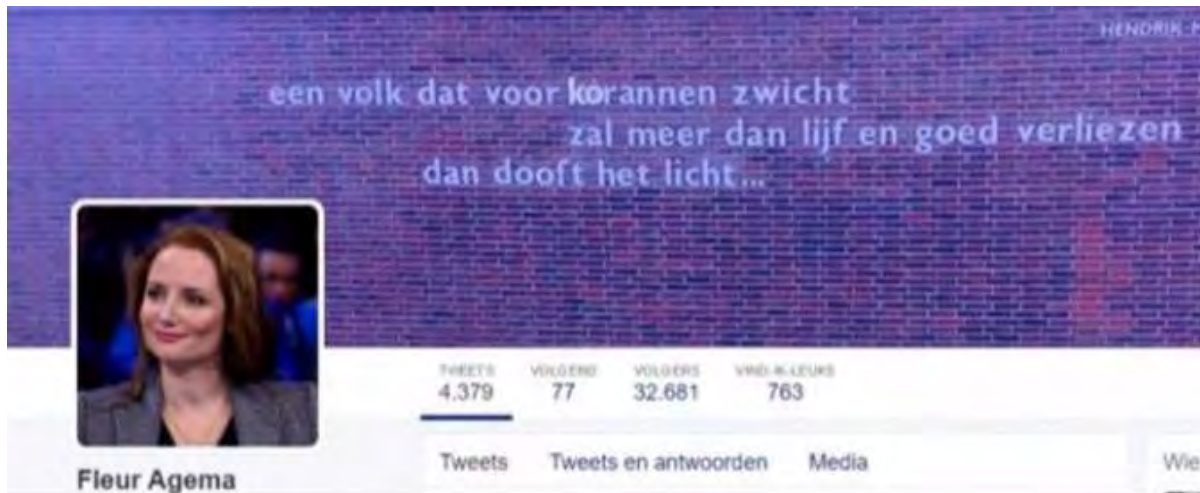 HENDRIK
een volk dat voor korannen zwicht
zal meer dan lijf en goed verliezen
dan dooft het licht...
TWEETS VOLGEND VOLGERS VIND-IK-LEUKS
4.379 77 32.681 763
Tweets Tweets en antwoorden Media
Wie
Fleur Agema